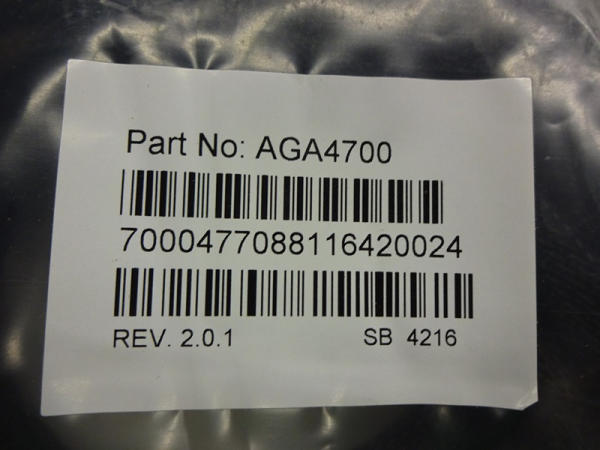 Part No: AGA4700
7000477088116420024
REV. 2.0.1 SB 4216